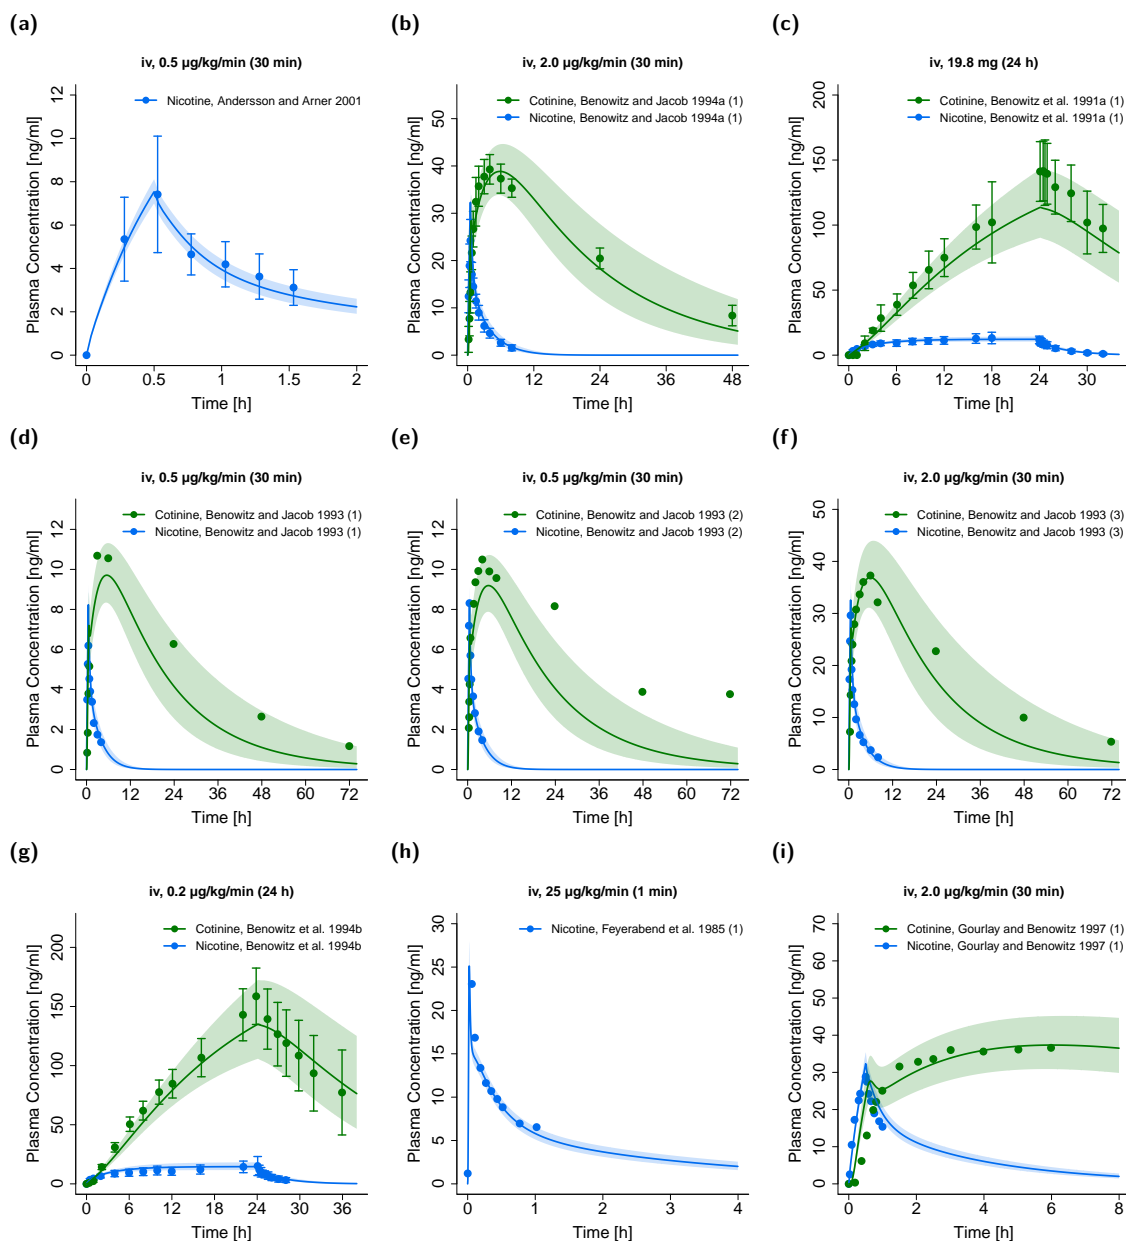 (a)
iv, 0.5 µg/kg/min (30 min)
Nicotine, Andersson and Arner 2001
Plasma Concentration [ng/ml]
12
10
8
6
4
2
0
0 0.5 1 1.5 2
Time [h]
(b)
iv, 2.0 µg/kg/min (30 min)
Cotinine, Benowitz and Jacob 1994a (1)
Nicotine, Benowitz and Jacob 1994a (1)
Plasma Concentration [ng/ml]
50
40
30
20
10
0
0 12 24 36 48
Time [h]
(c)
iv, 19.8 mg (24 h)
Cotinine, Benowitz et al. 1991a (1)
Nicotine, Benowitz et al. 1991a (1)
Plasma Concentration [ng/ml]
200
150
100
50
0
0 6 12 18 24 30
Time [h]
(d)
iv, 0.5 µg/kg/min (30 min)
Cotinine, Benowitz and Jacob 1993 (1)
Nicotine, Benowitz and Jacob 1993 (1)
Plasma Concentration [ng/ml]
12
10
8
6
4
2
0
0 12 24 36 48 60 72
Time [h]
(e)
iv, 0.5 µg/kg/min (30 min)
Cotinine, Benowitz and Jacob 1993 (2)
Nicotine, Benowitz and Jacob 1993 (2)
Plasma Concentration [ng/ml]
12
10
8
6
4
2
0
0 12 24 36 48 60 72
Time [h]
(f)
iv, 2.0 µg/kg/min (30 min)
Cotinine, Benowitz and Jacob 1993 (3)
Nicotine, Benowitz and Jacob 1993 (3)
Plasma Concentration [ng/ml]
50
40
30
20
10
0
0 12 24 36 48 60 72
Time [h]
(g)
iv, 0.2 µg/kg/min (24 h)
Cotinine, Benowitz et al. 1994b
Nicotine, Benowitz et al. 1994b
Plasma Concentration [ng/ml]
200
150
100
50
0
0 6 12 18 24 30 36
Time [h]
(h)
iv, 25 µg/kg/min (1 min)
Nicotine, Feyerabend et al. 1985 (1)
Plasma Concentration [ng/ml]
30
25
20
15
10
5
0
0 1 2 3 4
Time [h]
(i)
iv, 2.0 µg/kg/min (30 min)
Cotinine, Gourlay and Benowitz 1997 (1)
Nicotine, Gourlay and Benowitz 1997 (1)
Plasma Concentration [ng/ml]
70
60
50
40
30
20
10
0
0 2 4 6 8
Time [h]